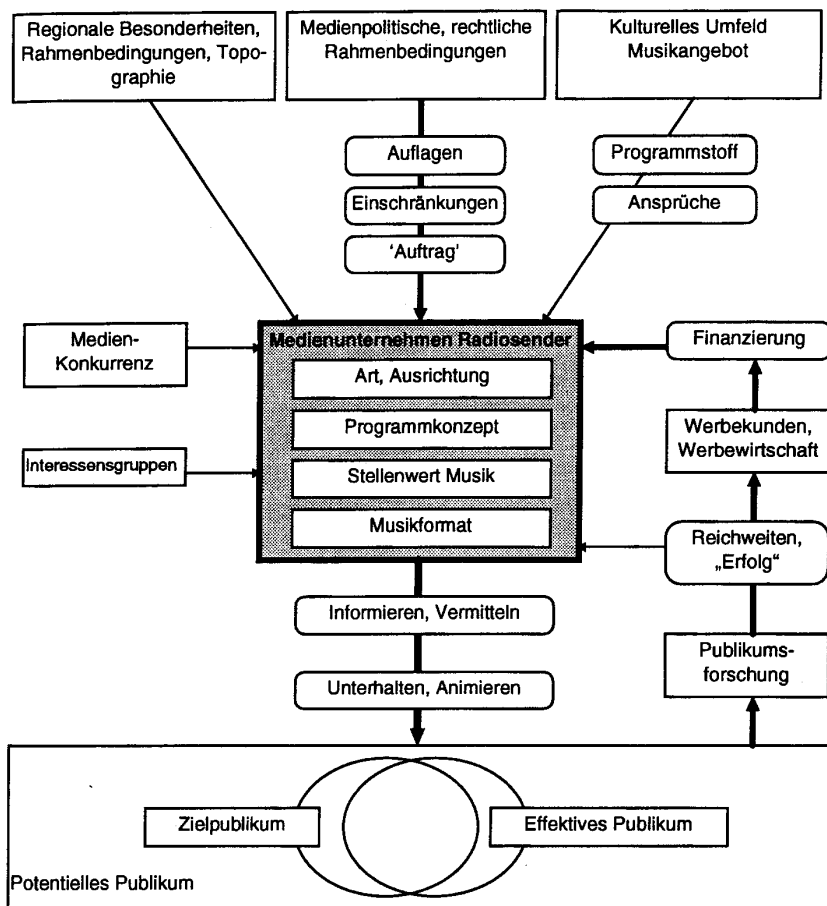 Regionale Besonderheiten,
Rahmenbedingungen, Topo-
graphie
Medienpolitische, rechtliche
Rahmenbedingungen
Kulturelles Umfeld
Musikangebot
Auflagen
Einschränkungen
'Auftrag'
Programmstoff
Ansprüche
Medien-
Konkurrenz
Interessensgruppen
Medienunternehmen Radiosender
Art, Ausrichtung
Programmkonzept
Stellenwert Musik
Musikformat
Finanzierung
Werbekunden,
Werbewirtschaft
Reichweiten,
„Erfolg“
Publikums-
forschung
Informieren, Vermitteln
Unterhalten, Animieren
Zielpublikum
Effektives Publikum
Potentielles Publikum